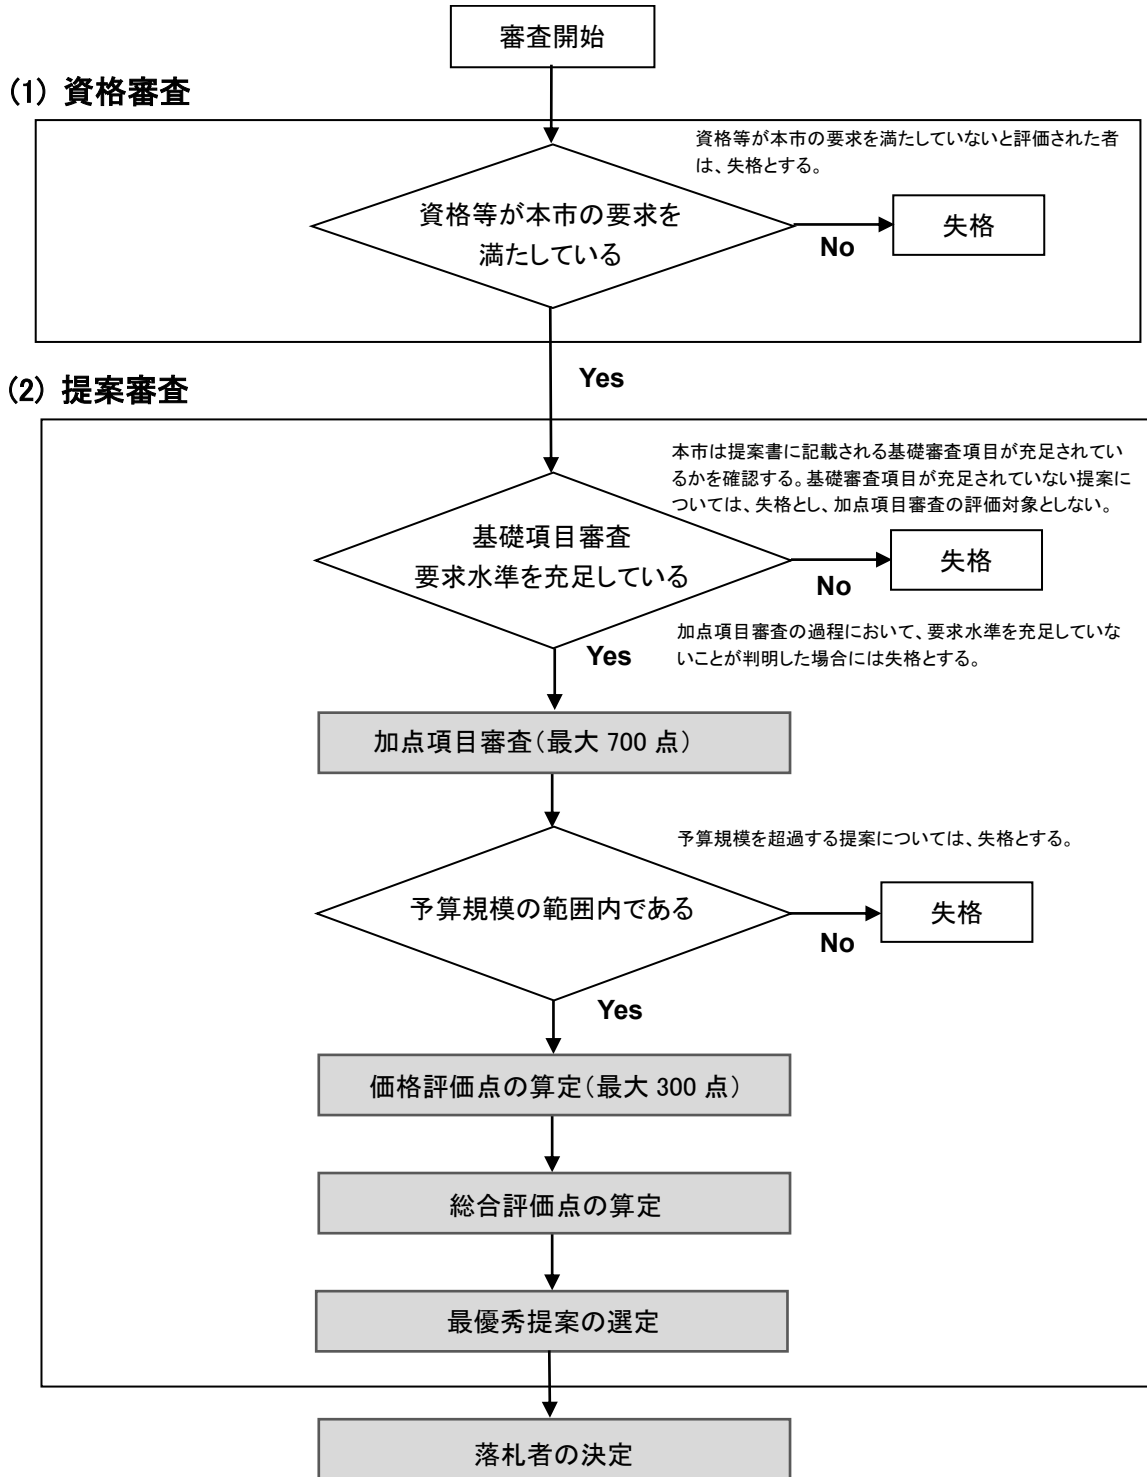 審査開始
(1) 資格審査
資格等が本市の要求を満たしていないと評価された者
は、失格とする。
資格等が本市の要求を
満たしている
No
失格
Yes
(2) 提案審査
本市は提案書に記載される基礎審査項目が充足されてい
るかを確認する。基礎審査項目が充足されていない提案に
ついては、失格とし、加点項目審査の評価対象としない。
基礎項目審査
要求水準を充足している
No
失格
Yes
加点項目審査の過程において、要求水準を充足していな
いことが判明した場合には失格とする。
加点項目審査(最大 700 点)
予算規模を超過する提案については、失格とする。
予算規模の範囲内である
No
失格
Yes
価格評価点の算定(最大 300 点)
総合評価点の算定
最優秀提案の選定
落札者の決定